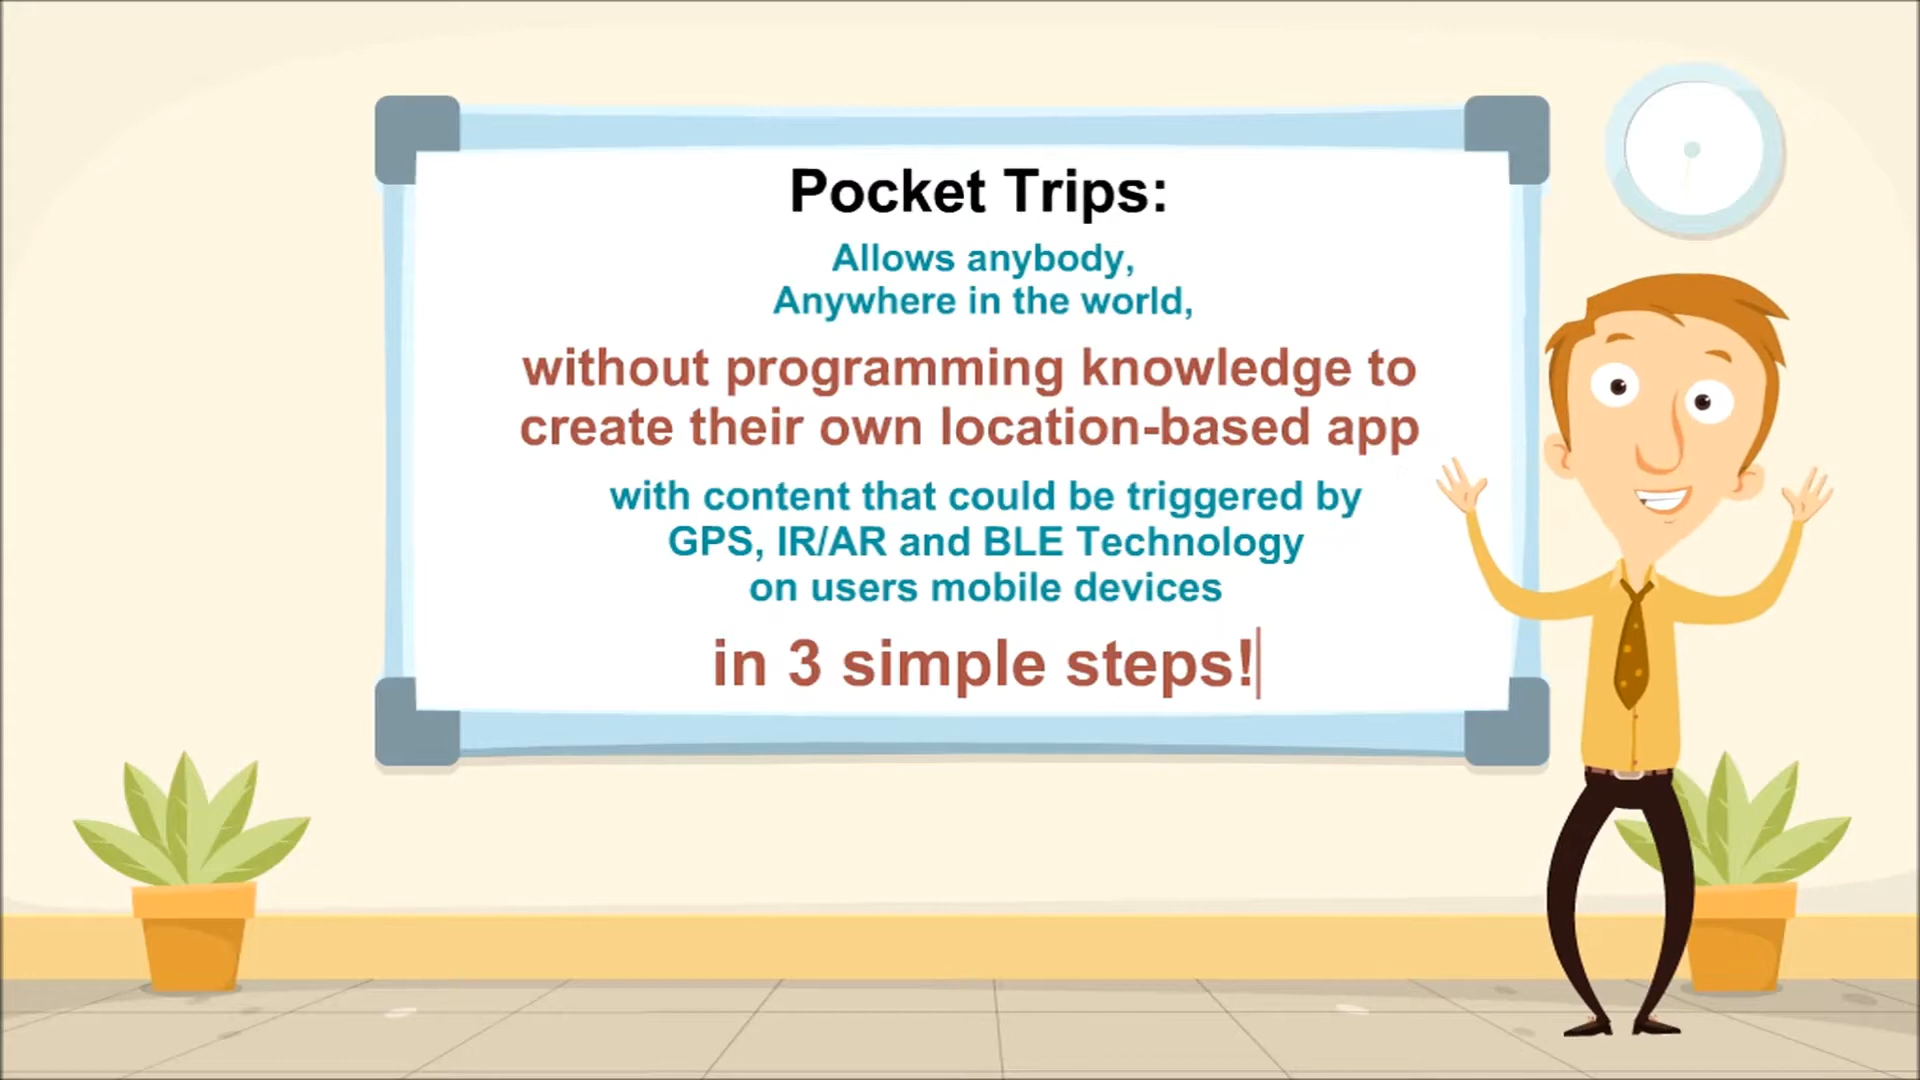 Pocket Trips:
Allows anybody,
Anywhere in the world,
without programming knowledge to
create their own location-based app
with content that could be triggered by
GPS, IR/AR and BLE Technology
on users mobile devices
in 3 simple steps!